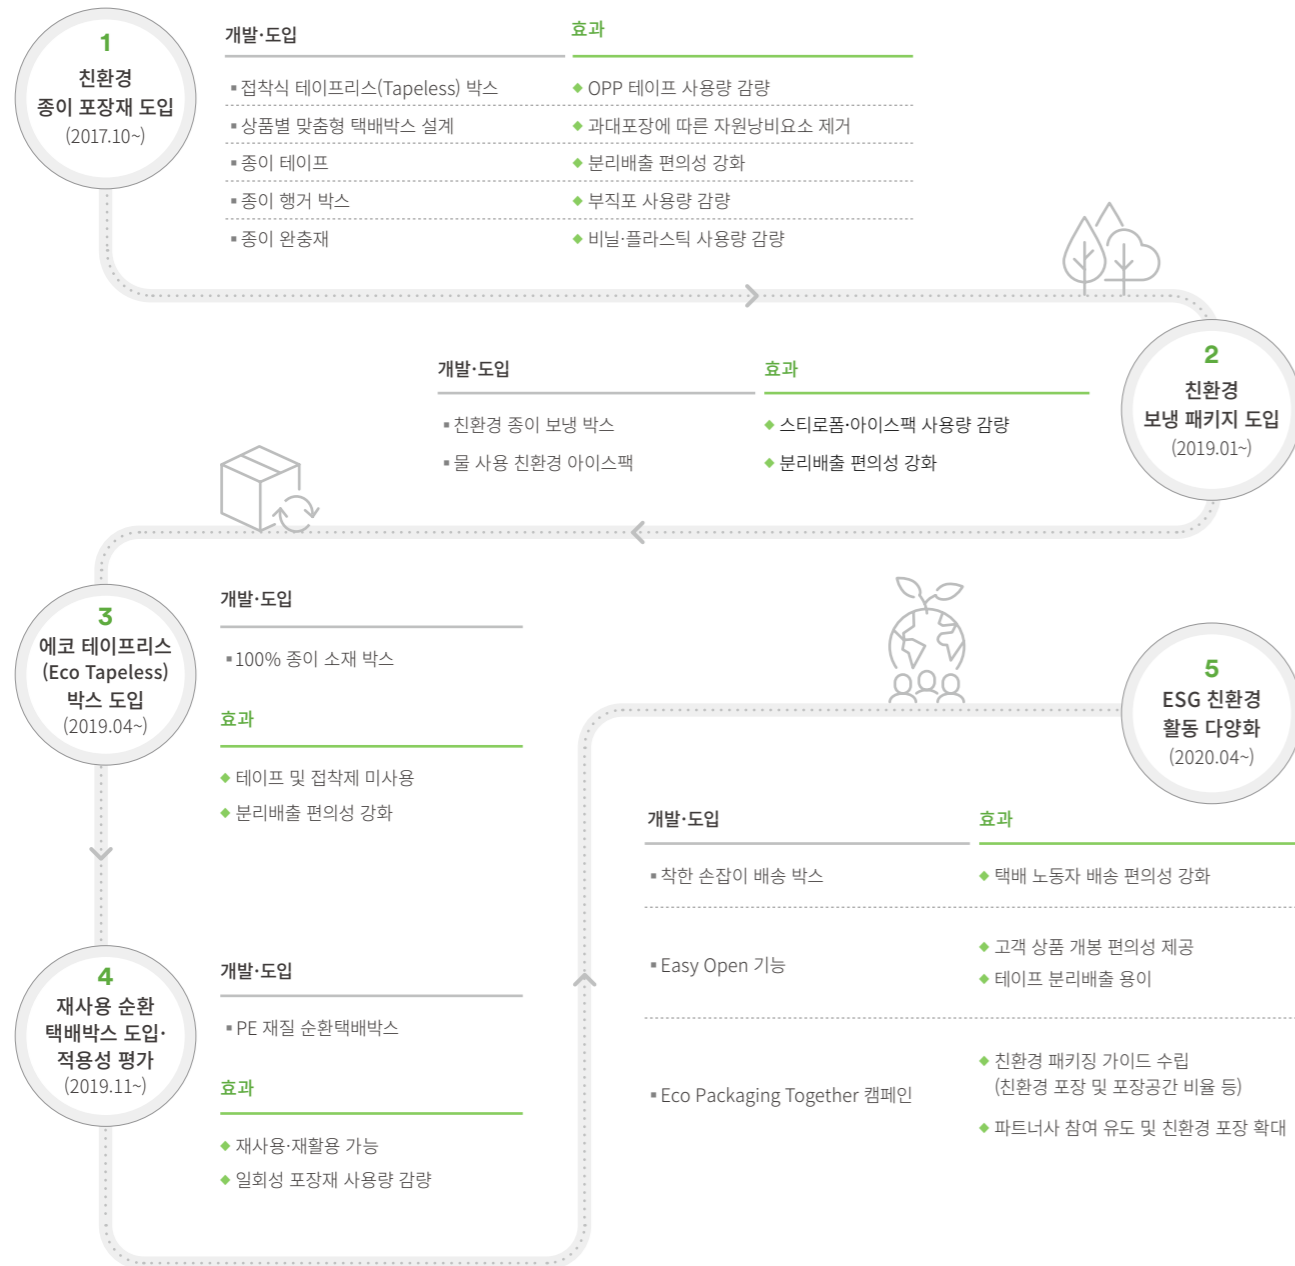 1
친환경
종이 포장재 도입
(2017.10~)
개발·도입
효과
▪ 접착식 테이프리스(Tapeless) 박스
◆ OPP 테이프 사용량 감량
▪ 상품별 맞춤형 택배박스 설계
◆ 과대포장에 따른 자원낭비요소 제거
▪ 종이 테이프
◆ 분리배출 편의성 강화
▪ 종이 행거 박스
◆ 부직포 사용량 감량
▪ 종이 완충재
◆ 비닐·플라스틱 사용량 감량
2
친환경
보냉 패키지 도입
(2019.01~)
개발·도입
효과
▪ 친환경 종이 보냉 박스
◆ 스티로폼·아이스팩 사용량 감량
▪ 물 사용 친환경 아이스팩
◆ 분리배출 편의성 강화
3
에코 테이프리스
(Eco Tapeless)
박스 도입
(2019.04~)
개발·도입
▪ 100% 종이 소재 박스
효과
◆ 테이프 및 접착제 미사용
◆ 분리배출 편의성 강화
4
재사용 순환
택배박스 도입·
적용성 평가
(2019.11~)
개발·도입
▪ PE 재질 순환택배박스
효과
◆ 재사용·재활용 가능
◆ 일회성 포장재 사용량 감량
5
ESG 친환경
활동 다양화
(2020.04~)
개발·도입
효과
▪ 착한 손잡이 배송 박스
◆ 택배 노동자 배송 편의성 강화
▪ Easy Open 기능
◆ 고객 상품 개봉 편의성 제공
◆ 테이프 분리배출 용이
▪ Eco Packaging Together 캠페인
◆ 친환경 패키징 가이드 수립
(친환경 포장 및 포장공간 비율 등)
◆ 파트너사 참여 유도 및 친환경 포장 확대